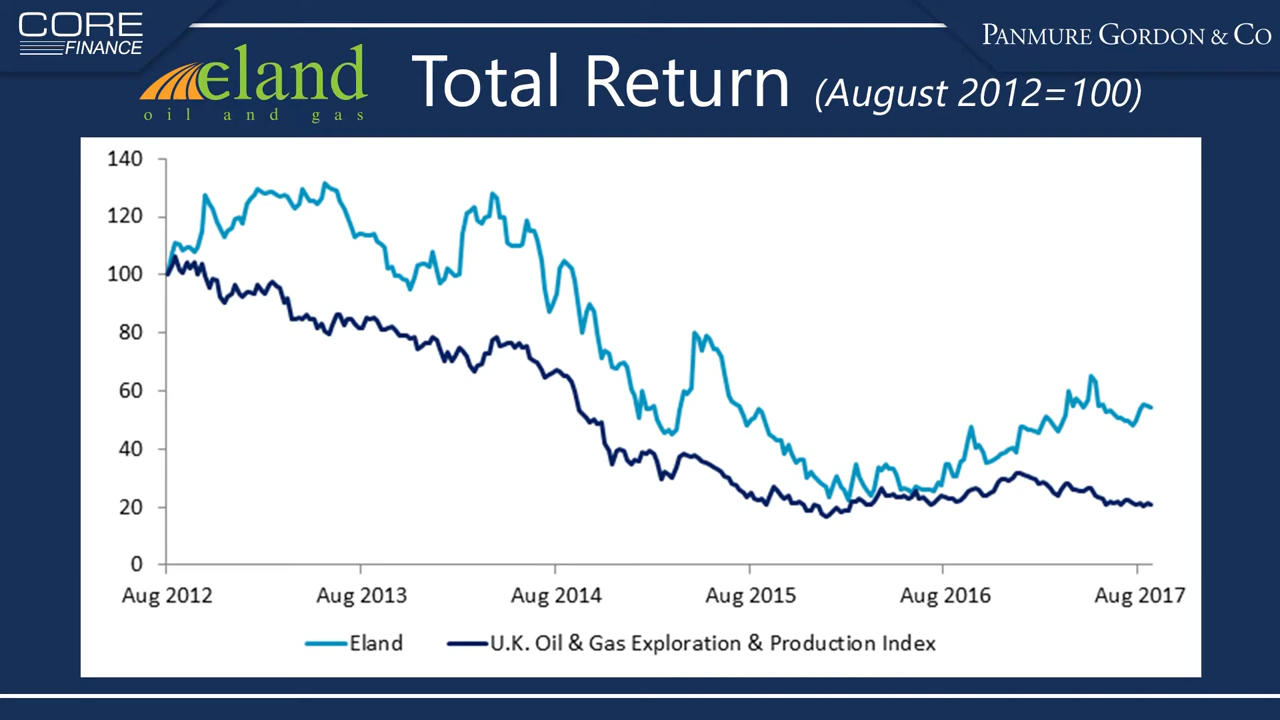 CORE
FINANCE
PANMURE GORDON & CO
eland
oil and gas
Total Return (August 2012=100)
140
120
100
80
60
40
20
0
Aug 2012 Aug 2013 Aug 2014 Aug 2015 Aug 2016 Aug 2017
Eland U.K. Oil & Gas Exploration & Production Index